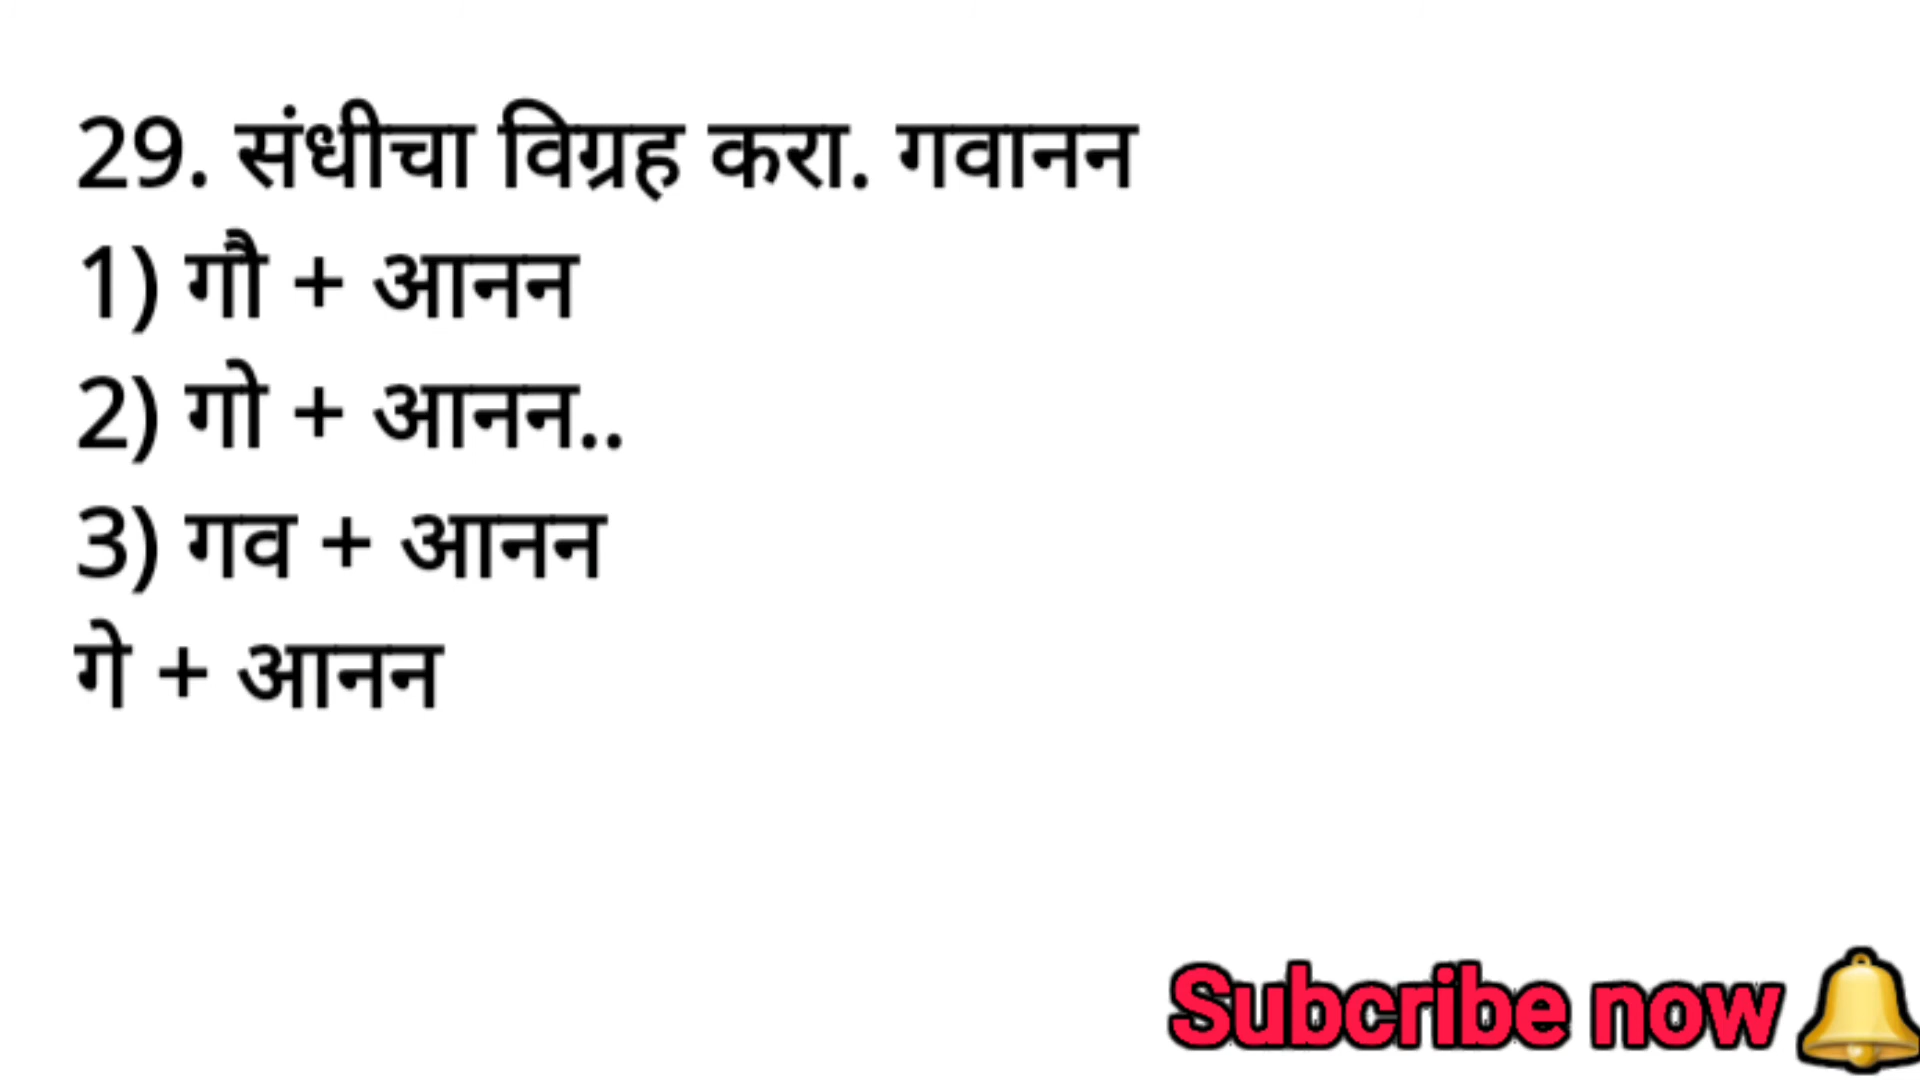 29. संधीचा विग्रह करा. गवानन
1) गौ + आनन
2) गो + आनन..
3) गव + आनन
गे + आनन
Subcribe now